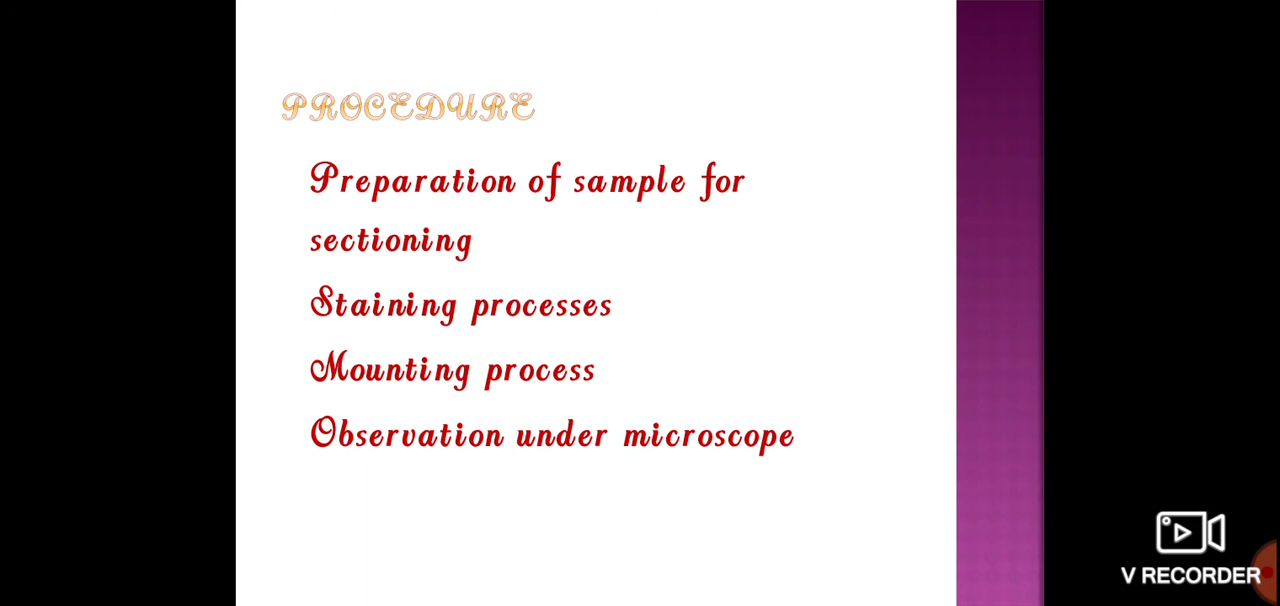 PROCEDURE
Preparation of sample for
sectioning
Staining processes
Mounting process
Observation under microscope
V RECORDER